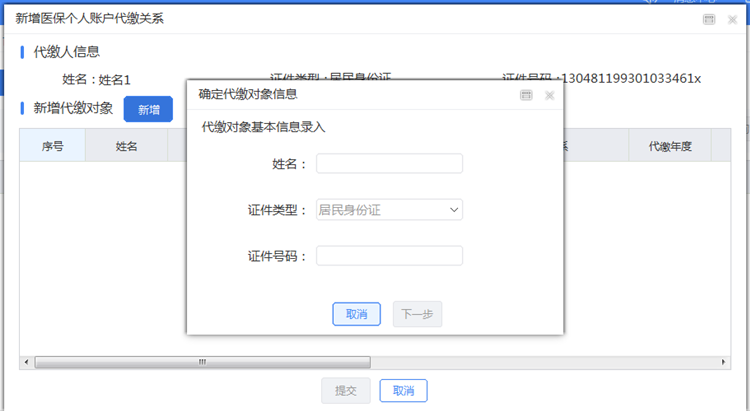 新增医保个人账户代缴关系
代缴人信息
姓名：姓名1 证件类型：居民身份证 证件号码：130481199301033461x
新增代缴对象 新增
序号 姓名 系 代缴年度
确定代缴对象信息
代缴对象基本信息录入
姓名：
证件类型：居民身份证
证件号码：
取消 下一步
提交 取消